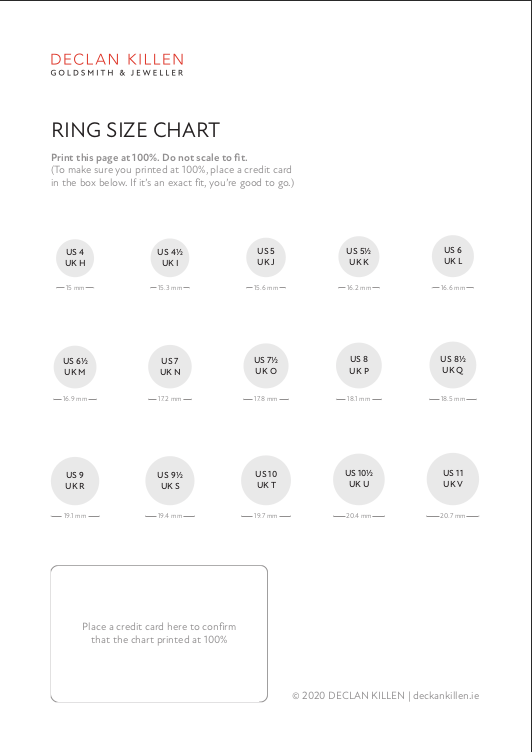 DECLAN KILLEN
GOLDSMITH & JEWELLER
RING SIZE CHART
Print this page at 100%. Do not scale to fit.
(To make sure you printed at 100%, place a credit card
in the box below. If it's an exact fit, you're good to go.)
US 4
UK H
15 mm
US 4½
UK I
15.3 mm
US 5
UK J
15.6 mm
US 5½
UK K
16.2 mm
US 6
UK L
16.6 mm
US 6½
UK M
16.9 mm
US 7
UK N
17.2 mm
US 7½
UK O
17.8 mm
US 8
UK P
18.1 mm
US 8½
UK Q
18.5 mm
US 9
UK R
19.1 mm
US 9½
UK S
19.4 mm
US 10
UK T
19.7 mm
US 10½
UK U
20.4 mm
US 11
UK V
20.7 mm
Place a credit card here to confirm
that the chart printed at 100%
© 2020 DECLAN KILLEN | deckankillen.ie